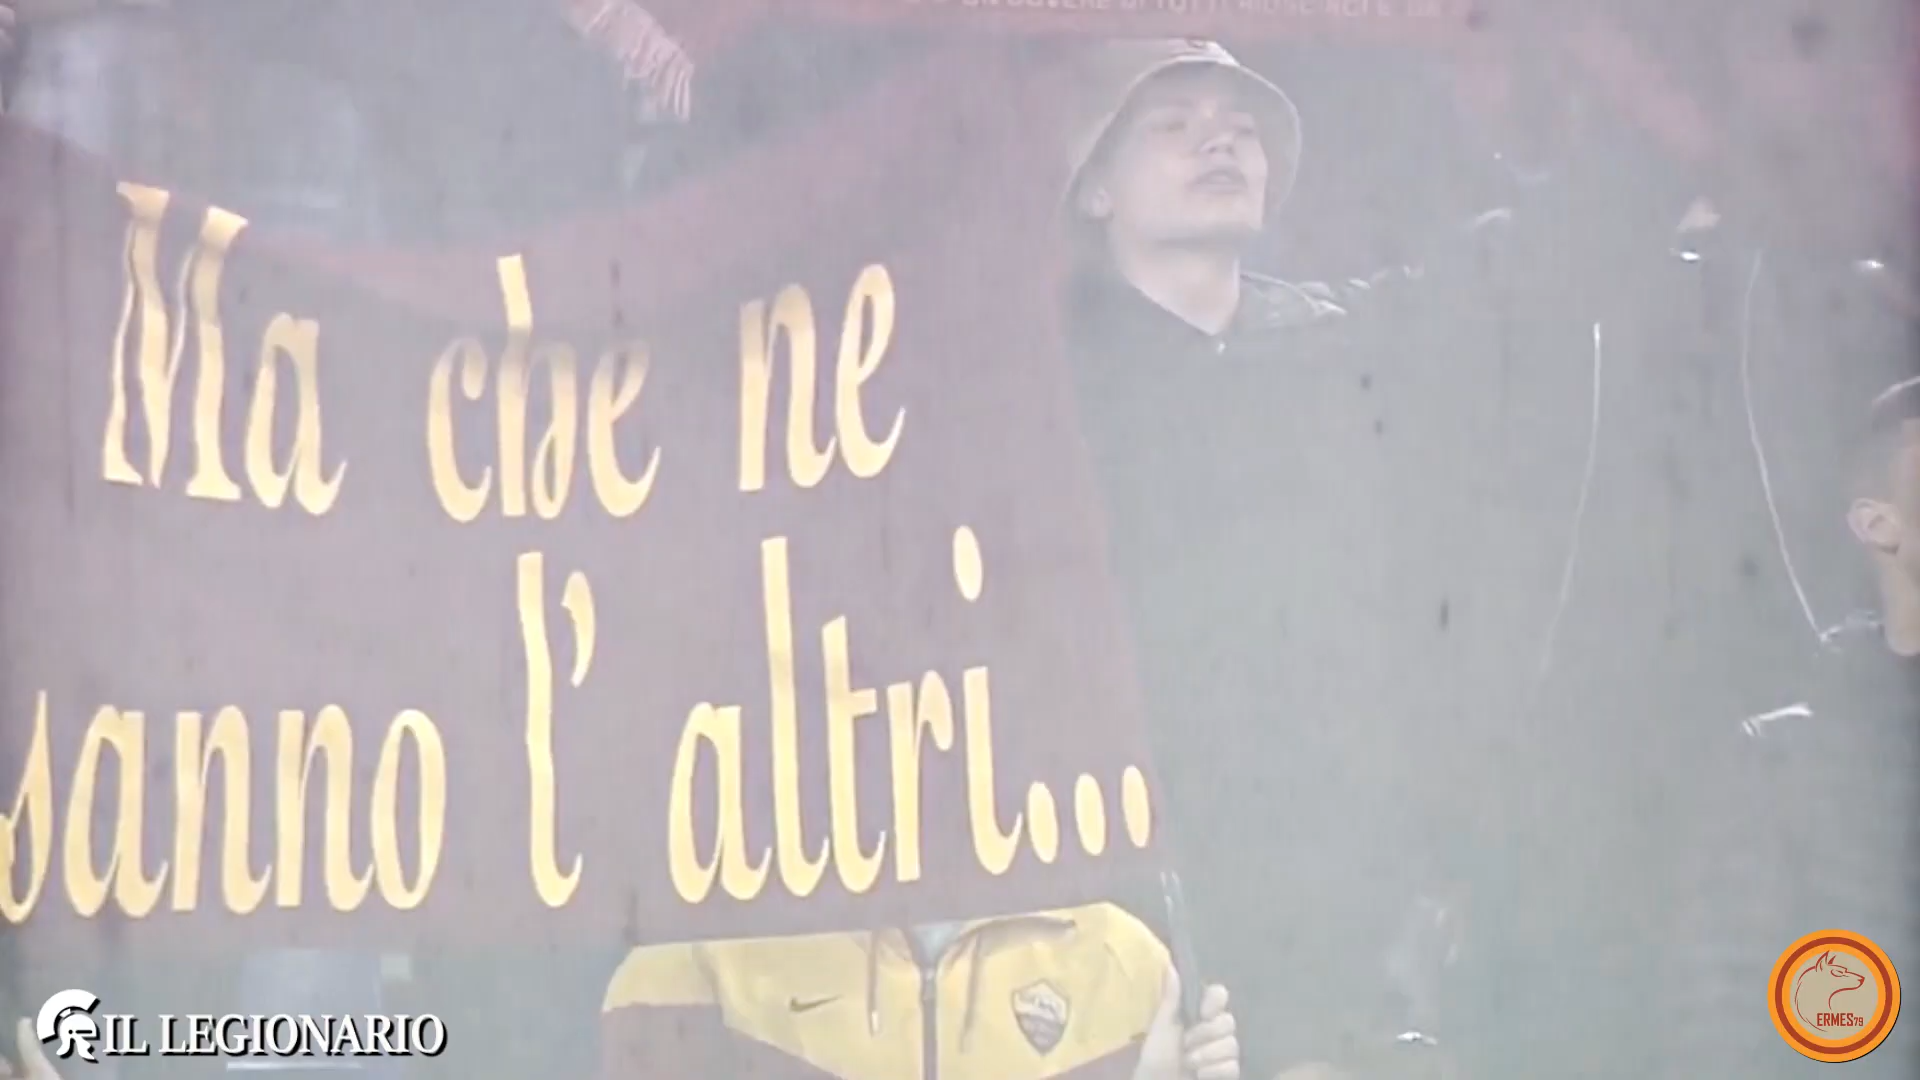 Ma che ne
sanno l' altri...
IL LEGIONARIO
ERMES79